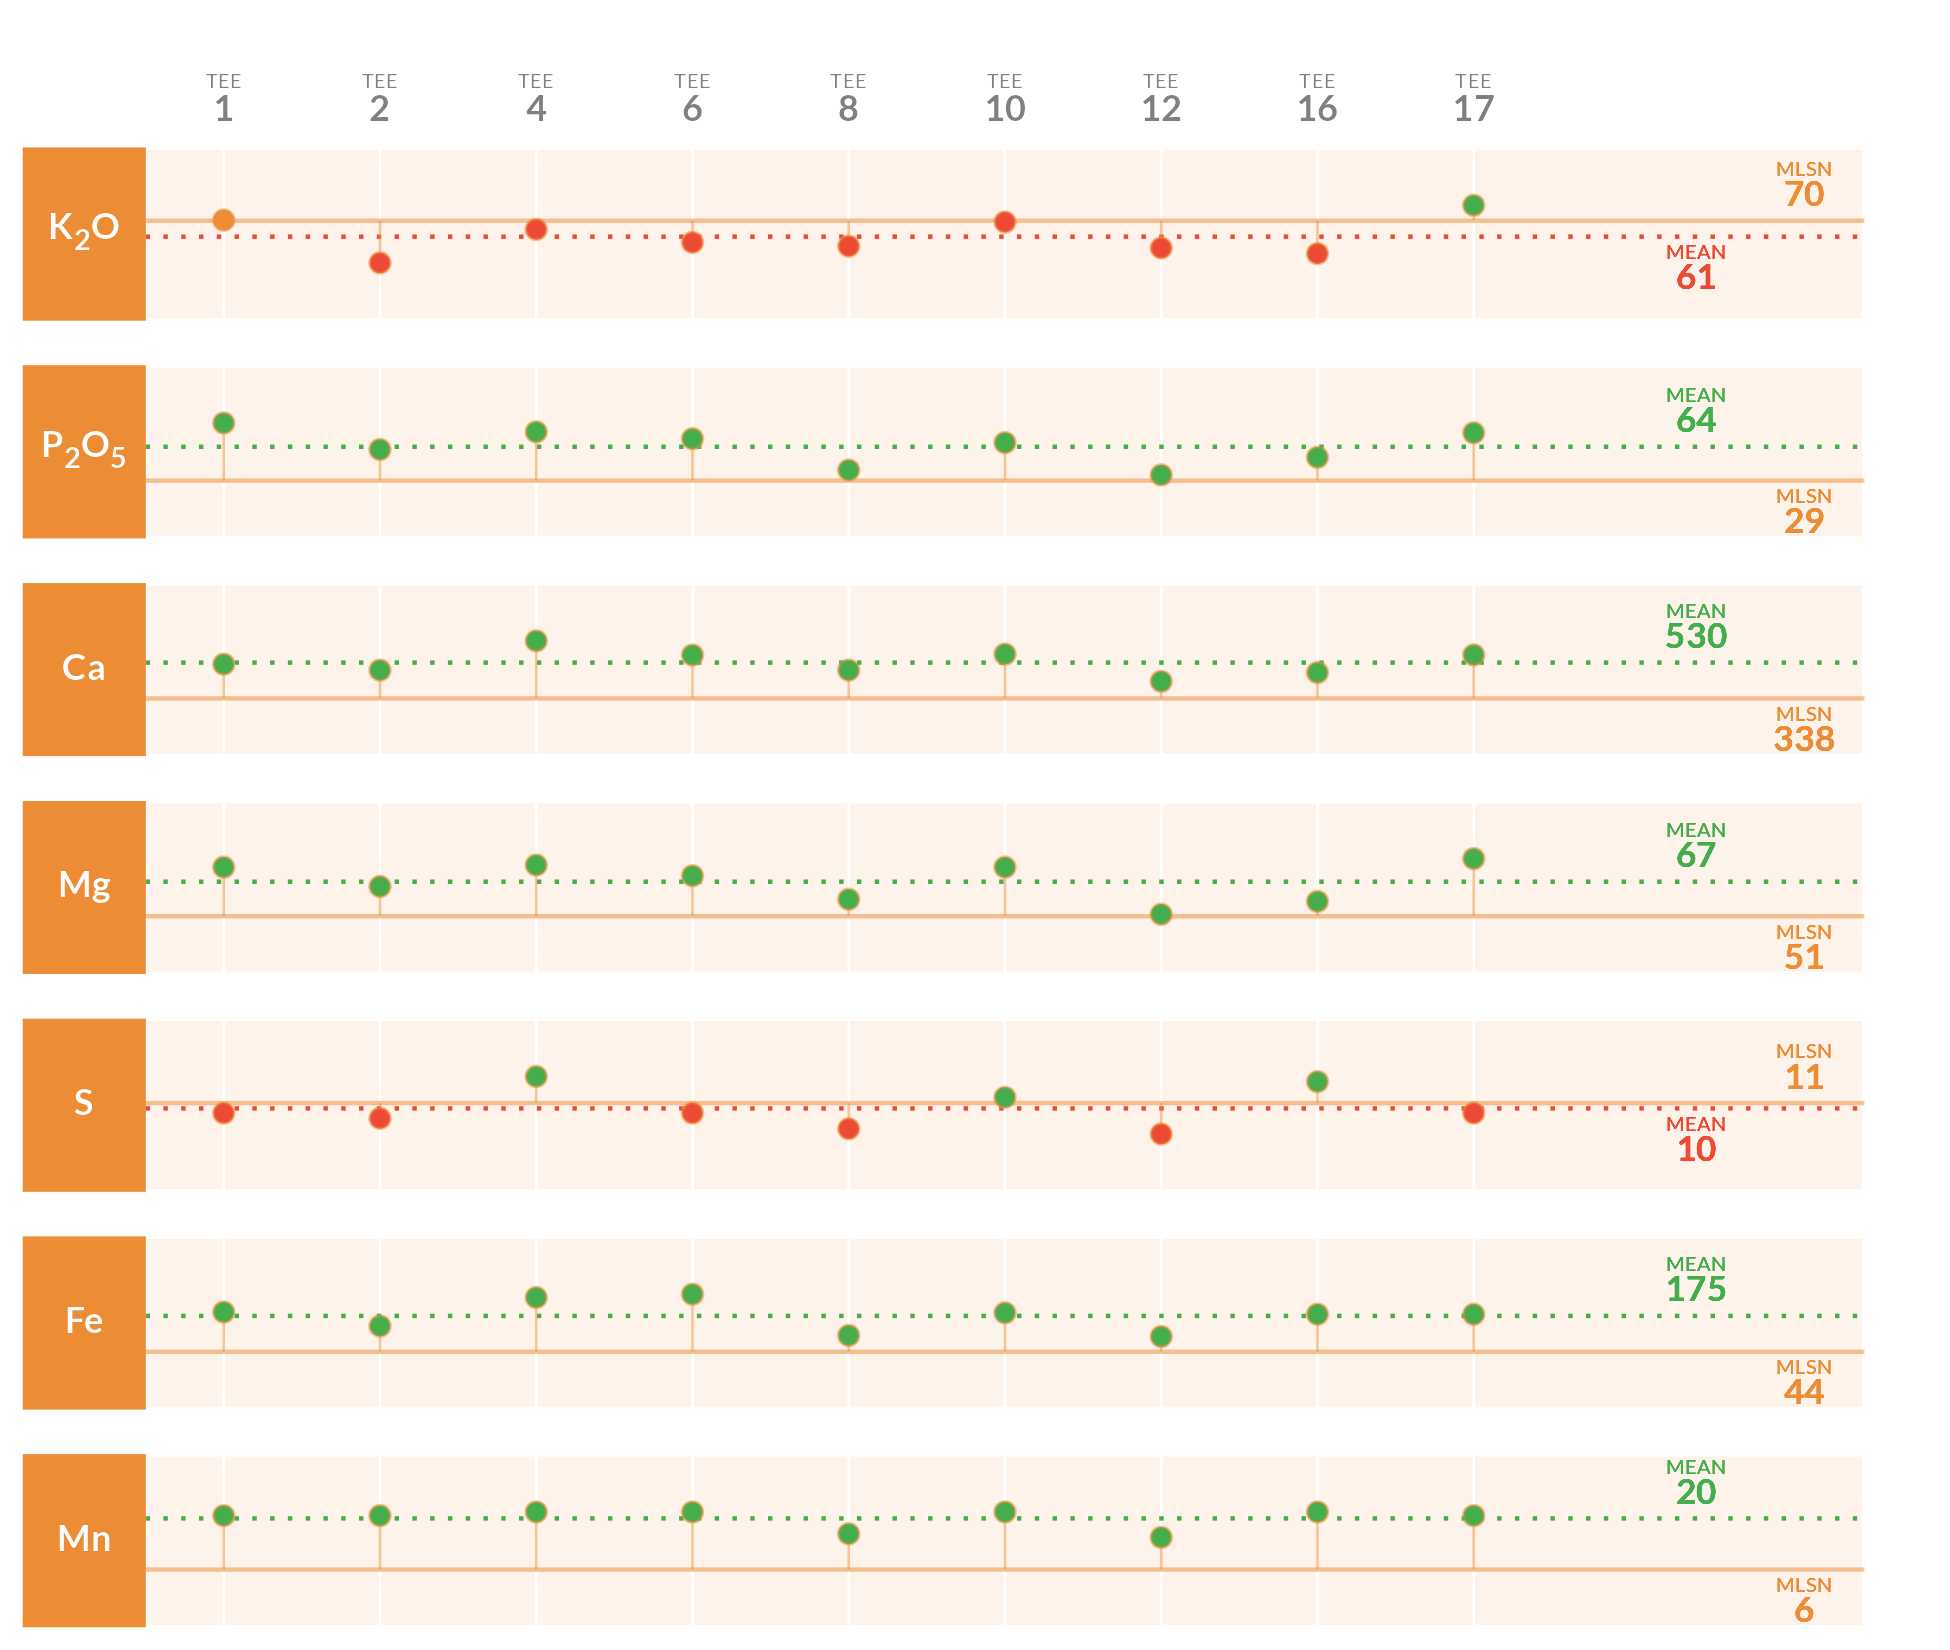 TEE TEE TEE TEE TEE TEE TEE TEE TEE
1 2 4 6 8 10 12 16 17
K₂O
MLSN
70
MEAN
61
P₂O₅
MEAN
64
MLSN
29
Ca
MEAN
530
MLSN
338
Mg
MEAN
67
MLSN
51
S
MLSN
11
MEAN
10
Fe
MEAN
175
MLSN
44
Mn
MEAN
20
MLSN
6